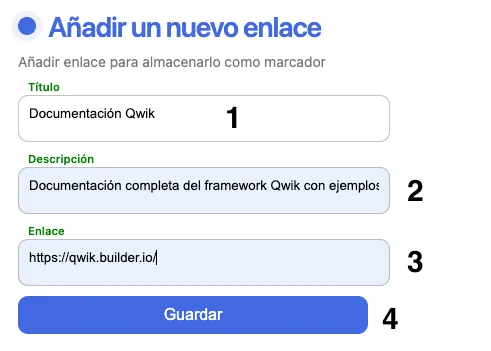 Añadir un nuevo enlace
Añadir enlace para almacenarlo como marcador
Título
Documentación Qwik 1
Descripción
Documentación completa del framework Qwik con ejemplos 2
Enlace
https://qwik.builder.io/ 3
Guardar 4